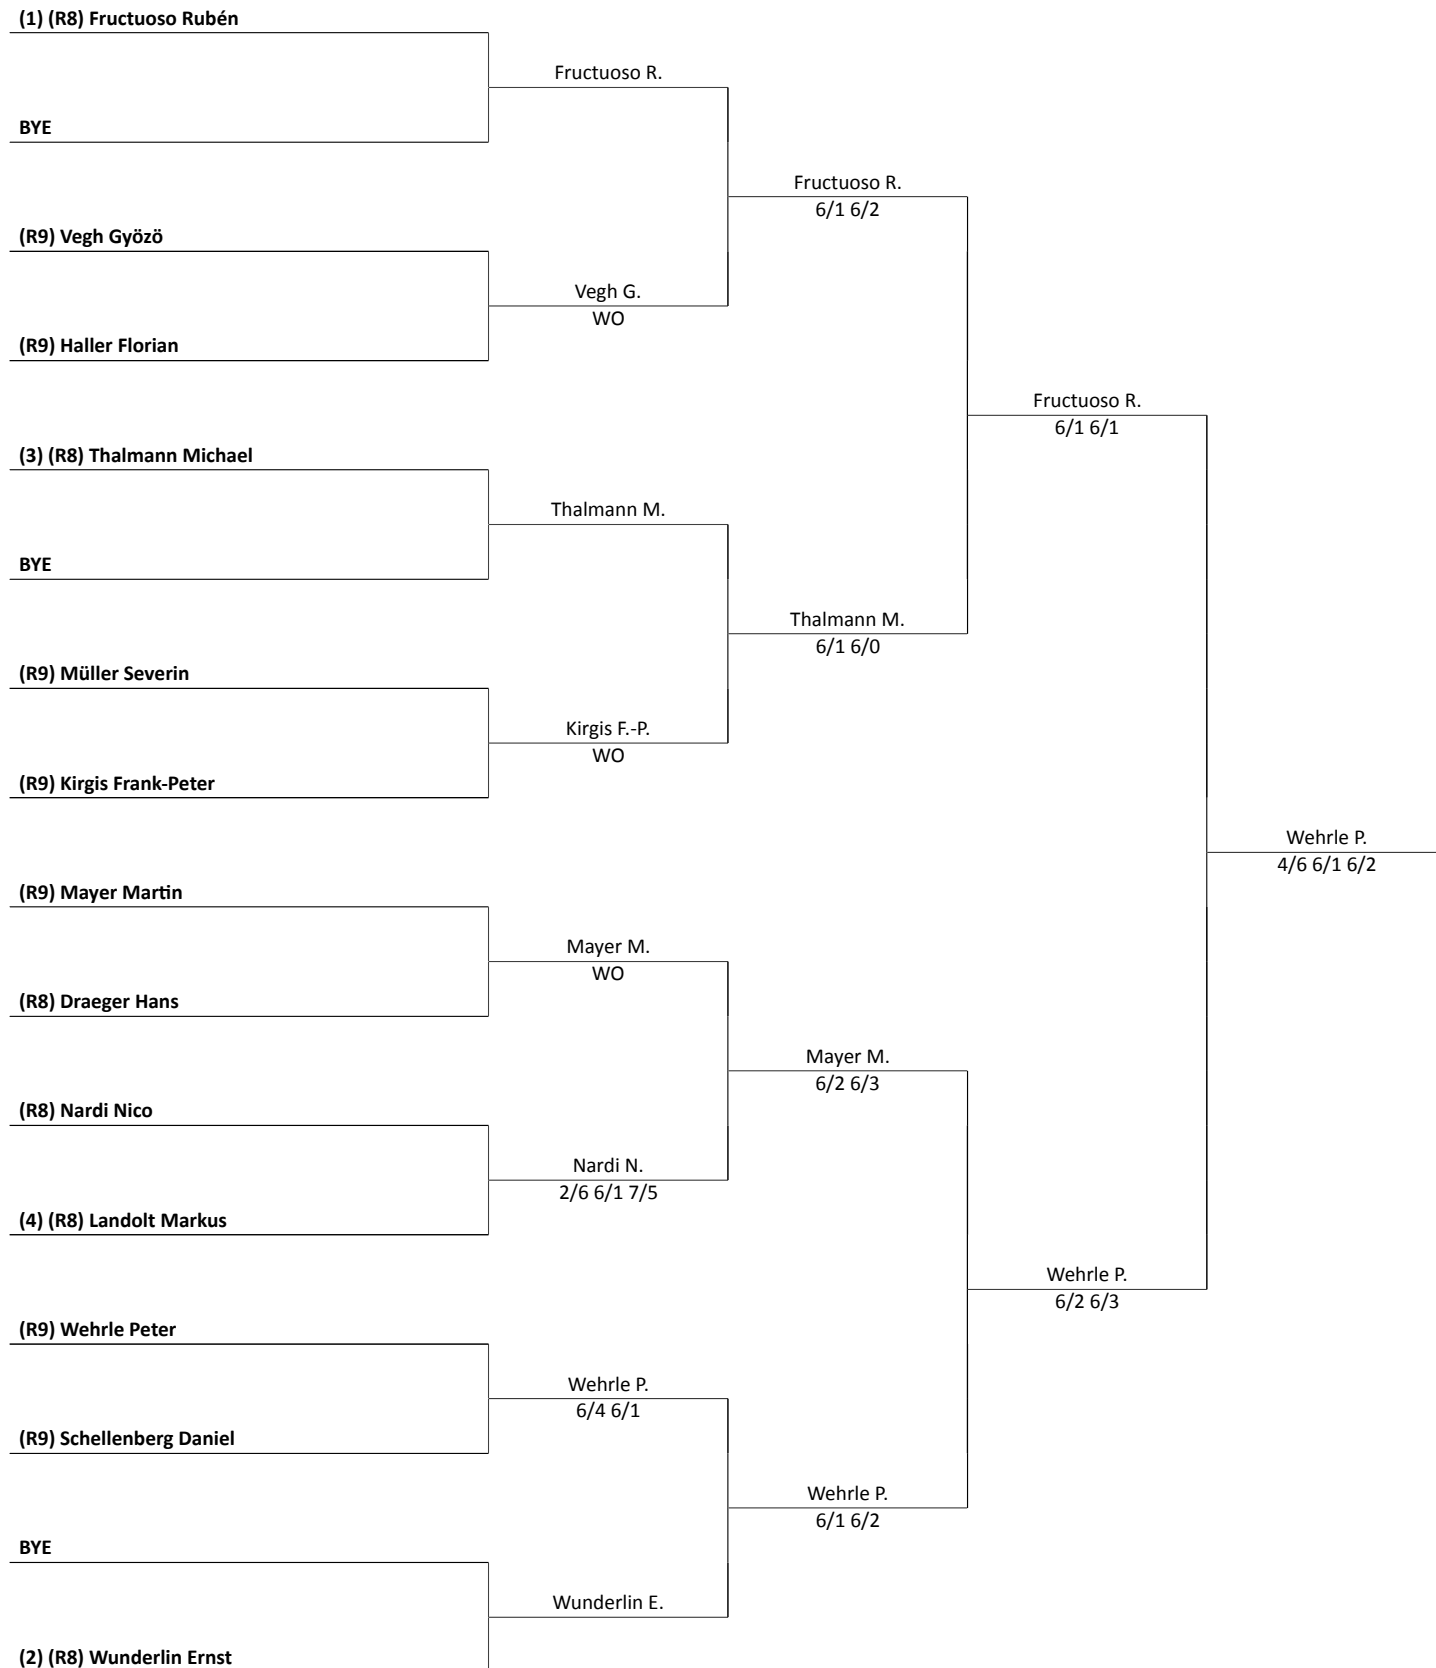 (1) (R8) Fructuoso Rubén
Fructuoso R.
BYE
Fructuoso R.
6/1 6/2
(R9) Vegh Gyözö
Vegh G.
WO
(R9) Haller Florian
Fructuoso R.
6/1 6/1
(3) (R8) Thalmann Michael
Thalmann M.
BYE
Thalmann M.
6/1 6/0
(R9) Müller Severin
Kirgis F.-P.
WO
(R9) Kirgis Frank-Peter
Wehrle P.
4/6 6/1 6/2
(R9) Mayer Martin
Mayer M.
WO
(R8) Draeger Hans
Mayer M.
6/2 6/3
(R8) Nardi Nico
Nardi N.
2/6 6/1 7/5
(4) (R8) Landolt Markus
Wehrle P.
6/2 6/3
(R9) Wehrle Peter
Wehrle P.
6/4 6/1
(R9) Schellenberg Daniel
Wehrle P.
6/1 6/2
BYE
Wunderlin E.
(2) (R8) Wunderlin Ernst